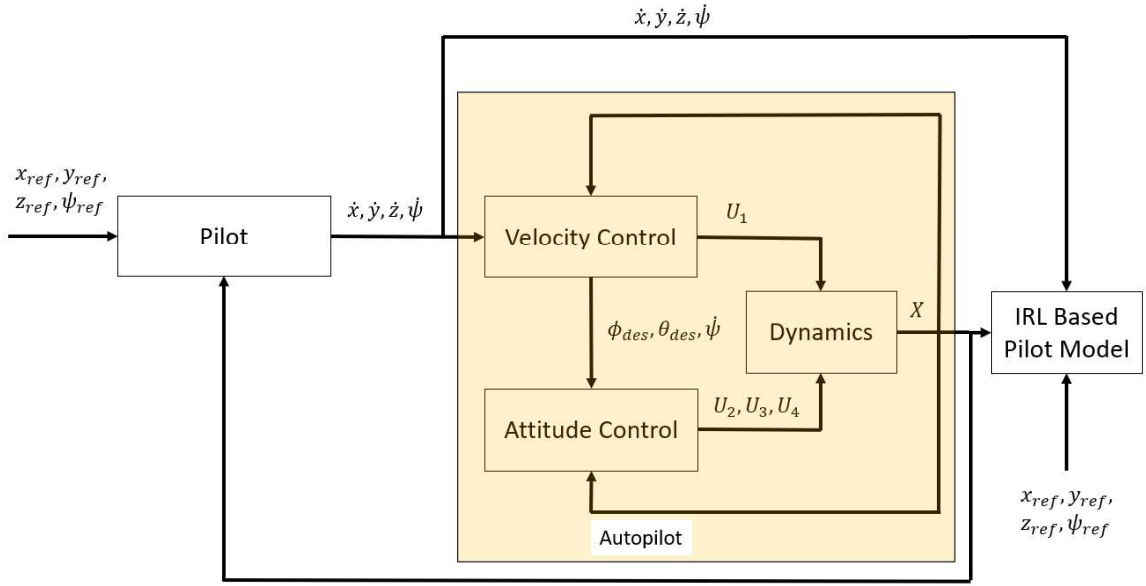 ẋ, ẏ, ż, ψ̇
x_ref, y_ref,
z_ref, ψ_ref
Pilot
ẋ, ẏ, ż, ψ̇
Velocity Control
U_1
ϕ_des, θ_des, ψ̇
Dynamics
X
IRL Based
Pilot Model
Attitude Control
U_2, U_3, U_4
x_ref, y_ref,
z_ref, ψ_ref
Autopilot